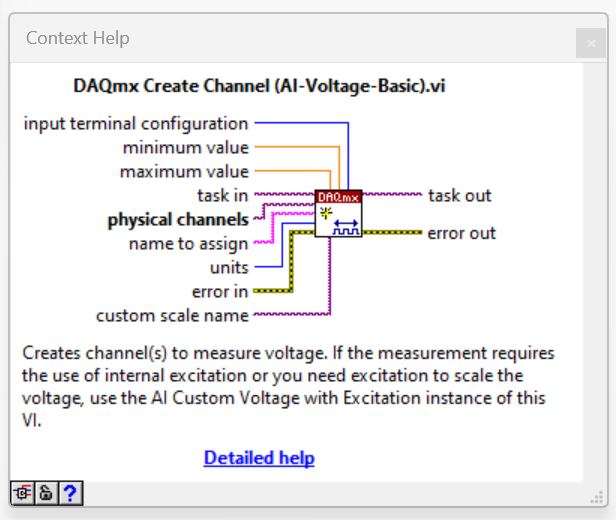 Context Help
DAQmx Create Channel (AI-Voltage-Basic).vi
input terminal configuration
minimum value
maximum value
task in
DAQmx
task out
physical channels
name to assign
error out
units
error in
custom scale name
Creates channel(s) to measure voltage. If the measurement requires
the use of internal excitation or you need excitation to scale the
voltage, use the AI Custom Voltage with Excitation instance of this
VI.
Detailed help
?